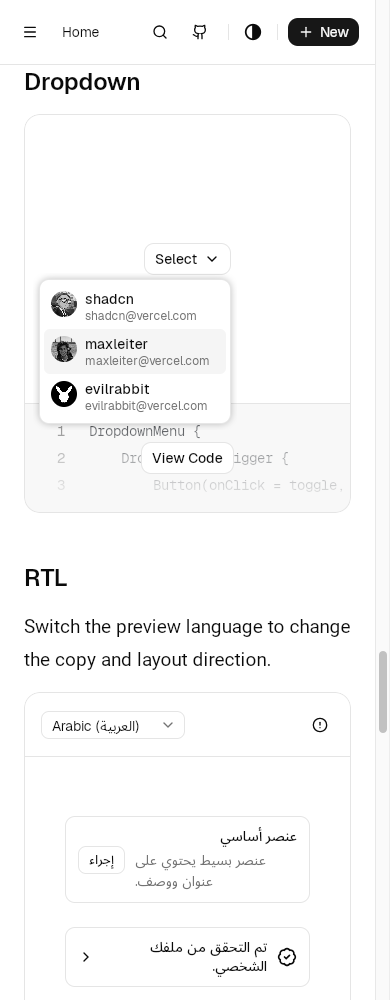 Home
New
Dropdown
Select
shadcn
shadcn@vercel.com
maxleiter
maxleiter@vercel.com
evilrabbit
evilrabbit@vercel.com
1 DropdownMenu {
2 Dro
View Code
igger {
3 Button(onClick = toggle,
RTL
Switch the preview language to change
the copy and layout direction.
Arabic (العربية)
عنصر أساسي
عنصر بسيط يحتوي على
عنوان ووصف.
إجراء
تم التحقق من ملفك
الشخصي.